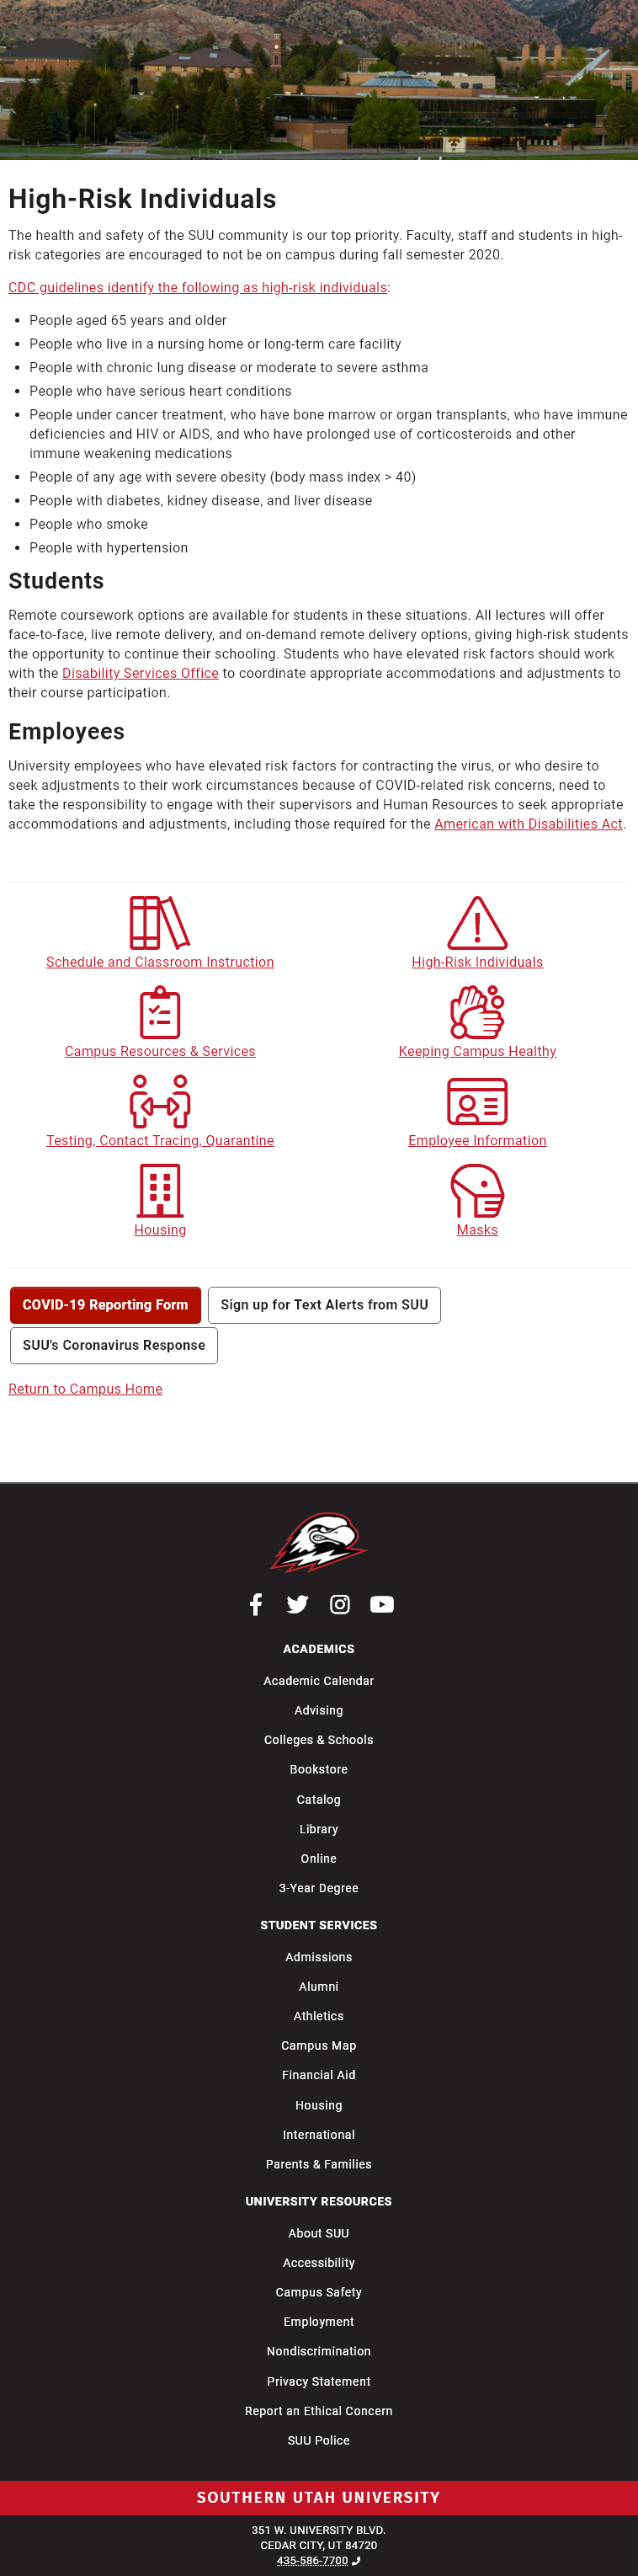 High-Risk Individuals
The health and safety of the SUU community is our top priority. Faculty, staff and students in high-
risk categories are encouraged to not be on campus during fall semester 2020.
CDC guidelines identify the following as high-risk individuals:
• People aged 65 years and older
• People who live in a nursing home or long-term care facility
• People with chronic lung disease or moderate to severe asthma
• People who have serious heart conditions
• People under cancer treatment, who have bone marrow or organ transplants, who have immune
deficiencies and HIV or AIDS, and who have prolonged use of corticosteroids and other
immune weakening medications
• People of any age with severe obesity (body mass index > 40)
• People with diabetes, kidney disease, and liver disease
• People who smoke
• People with hypertension
Students
Remote coursework options are available for students in these situations. All lectures will offer
face-to-face, live remote delivery, and on-demand remote delivery options, giving high-risk students
the opportunity to continue their schooling. Students who have elevated risk factors should work
with the Disability Services Office to coordinate appropriate accommodations and adjustments to
their course participation.
Employees
University employees who have elevated risk factors for contracting the virus, or who desire to
seek adjustments to their work circumstances because of COVID-related risk concerns, need to
take the responsibility to engage with their supervisors and Human Resources to seek appropriate
accommodations and adjustments, including those required for the American with Disabilities Act.
Schedule and Classroom Instruction
High-Risk Individuals
Campus Resources & Services
Keeping Campus Healthy
Testing, Contact Tracing, Quarantine
Employee Information
Housing
Masks
COVID-19 Reporting Form
Sign up for Text Alerts from SUU
SUU's Coronavirus Response
Return to Campus Home
ACADEMICS
Academic Calendar
Advising
Colleges & Schools
Bookstore
Catalog
Library
Online
3-Year Degree
STUDENT SERVICES
Admissions
Alumni
Athletics
Campus Map
Financial Aid
Housing
International
Parents & Families
UNIVERSITY RESOURCES
About SUU
Accessibility
Campus Safety
Employment
Nondiscrimination
Privacy Statement
Report an Ethical Concern
SUU Police
SOUTHERN UTAH UNIVERSITY
351 W. UNIVERSITY BLVD.
CEDAR CITY, UT 84720
435-586-7700